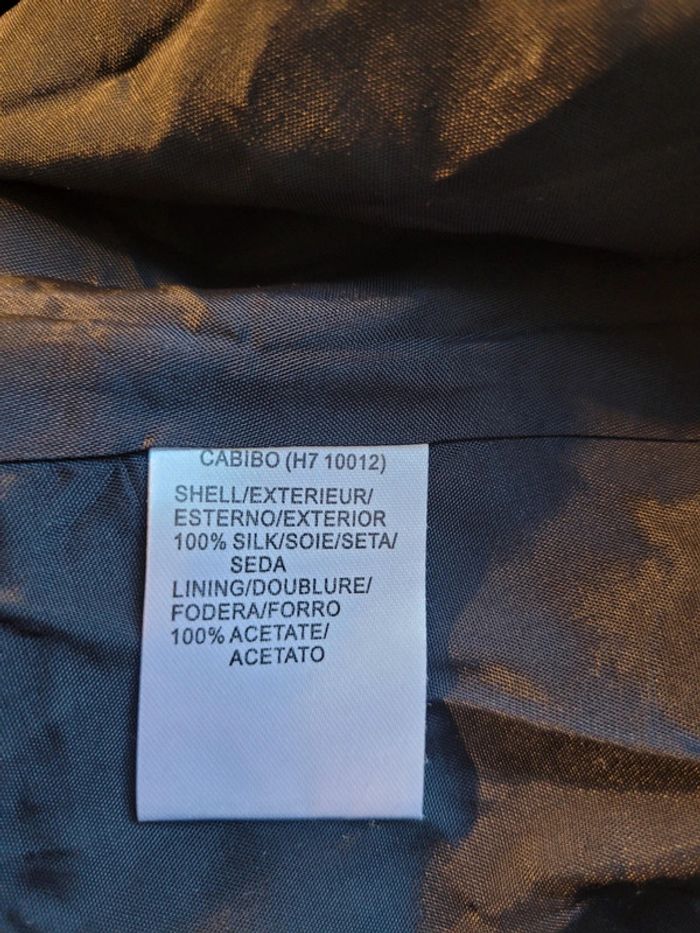 CABIBO (H7 10012)
SHELL/EXTERIEUR/
ESTERNO/EXTERIOR
100% SILK/SOIE/SETA/
SEDA
LINING/DOUBLURE/
FODERA/FORRO
100% ACETATE/
ACETATO